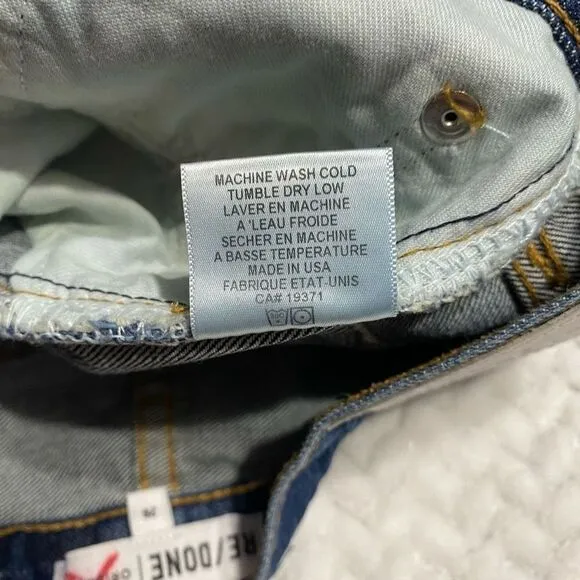 MACHINE WASH COLD
TUMBLE DRY LOW
LAVER EN MACHINE
A 'LEAU FROIDE
SECHER EN MACHINE
A BASSE TEMPERATURE
MADE IN USA
FABRIQUE ETAT-UNIS
CA# 19371
RE/DONE |